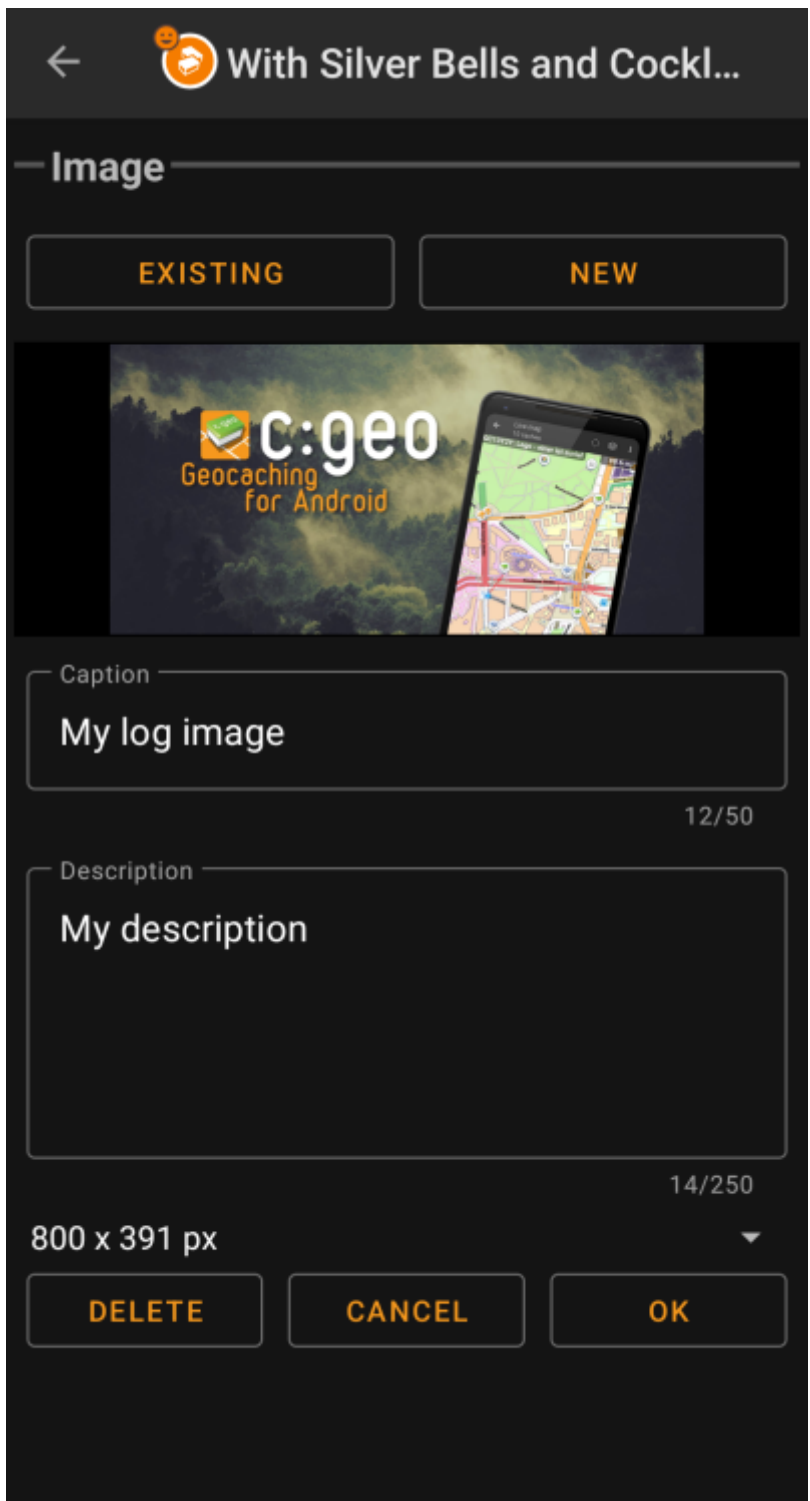 With Silver Bells and Cockl...
Image
EXISTING NEW
c:geo
Geocaching
for Android
Caption
My log image
12/50
Description
My description
14/250
800 x 391 px
DELETE CANCEL OK